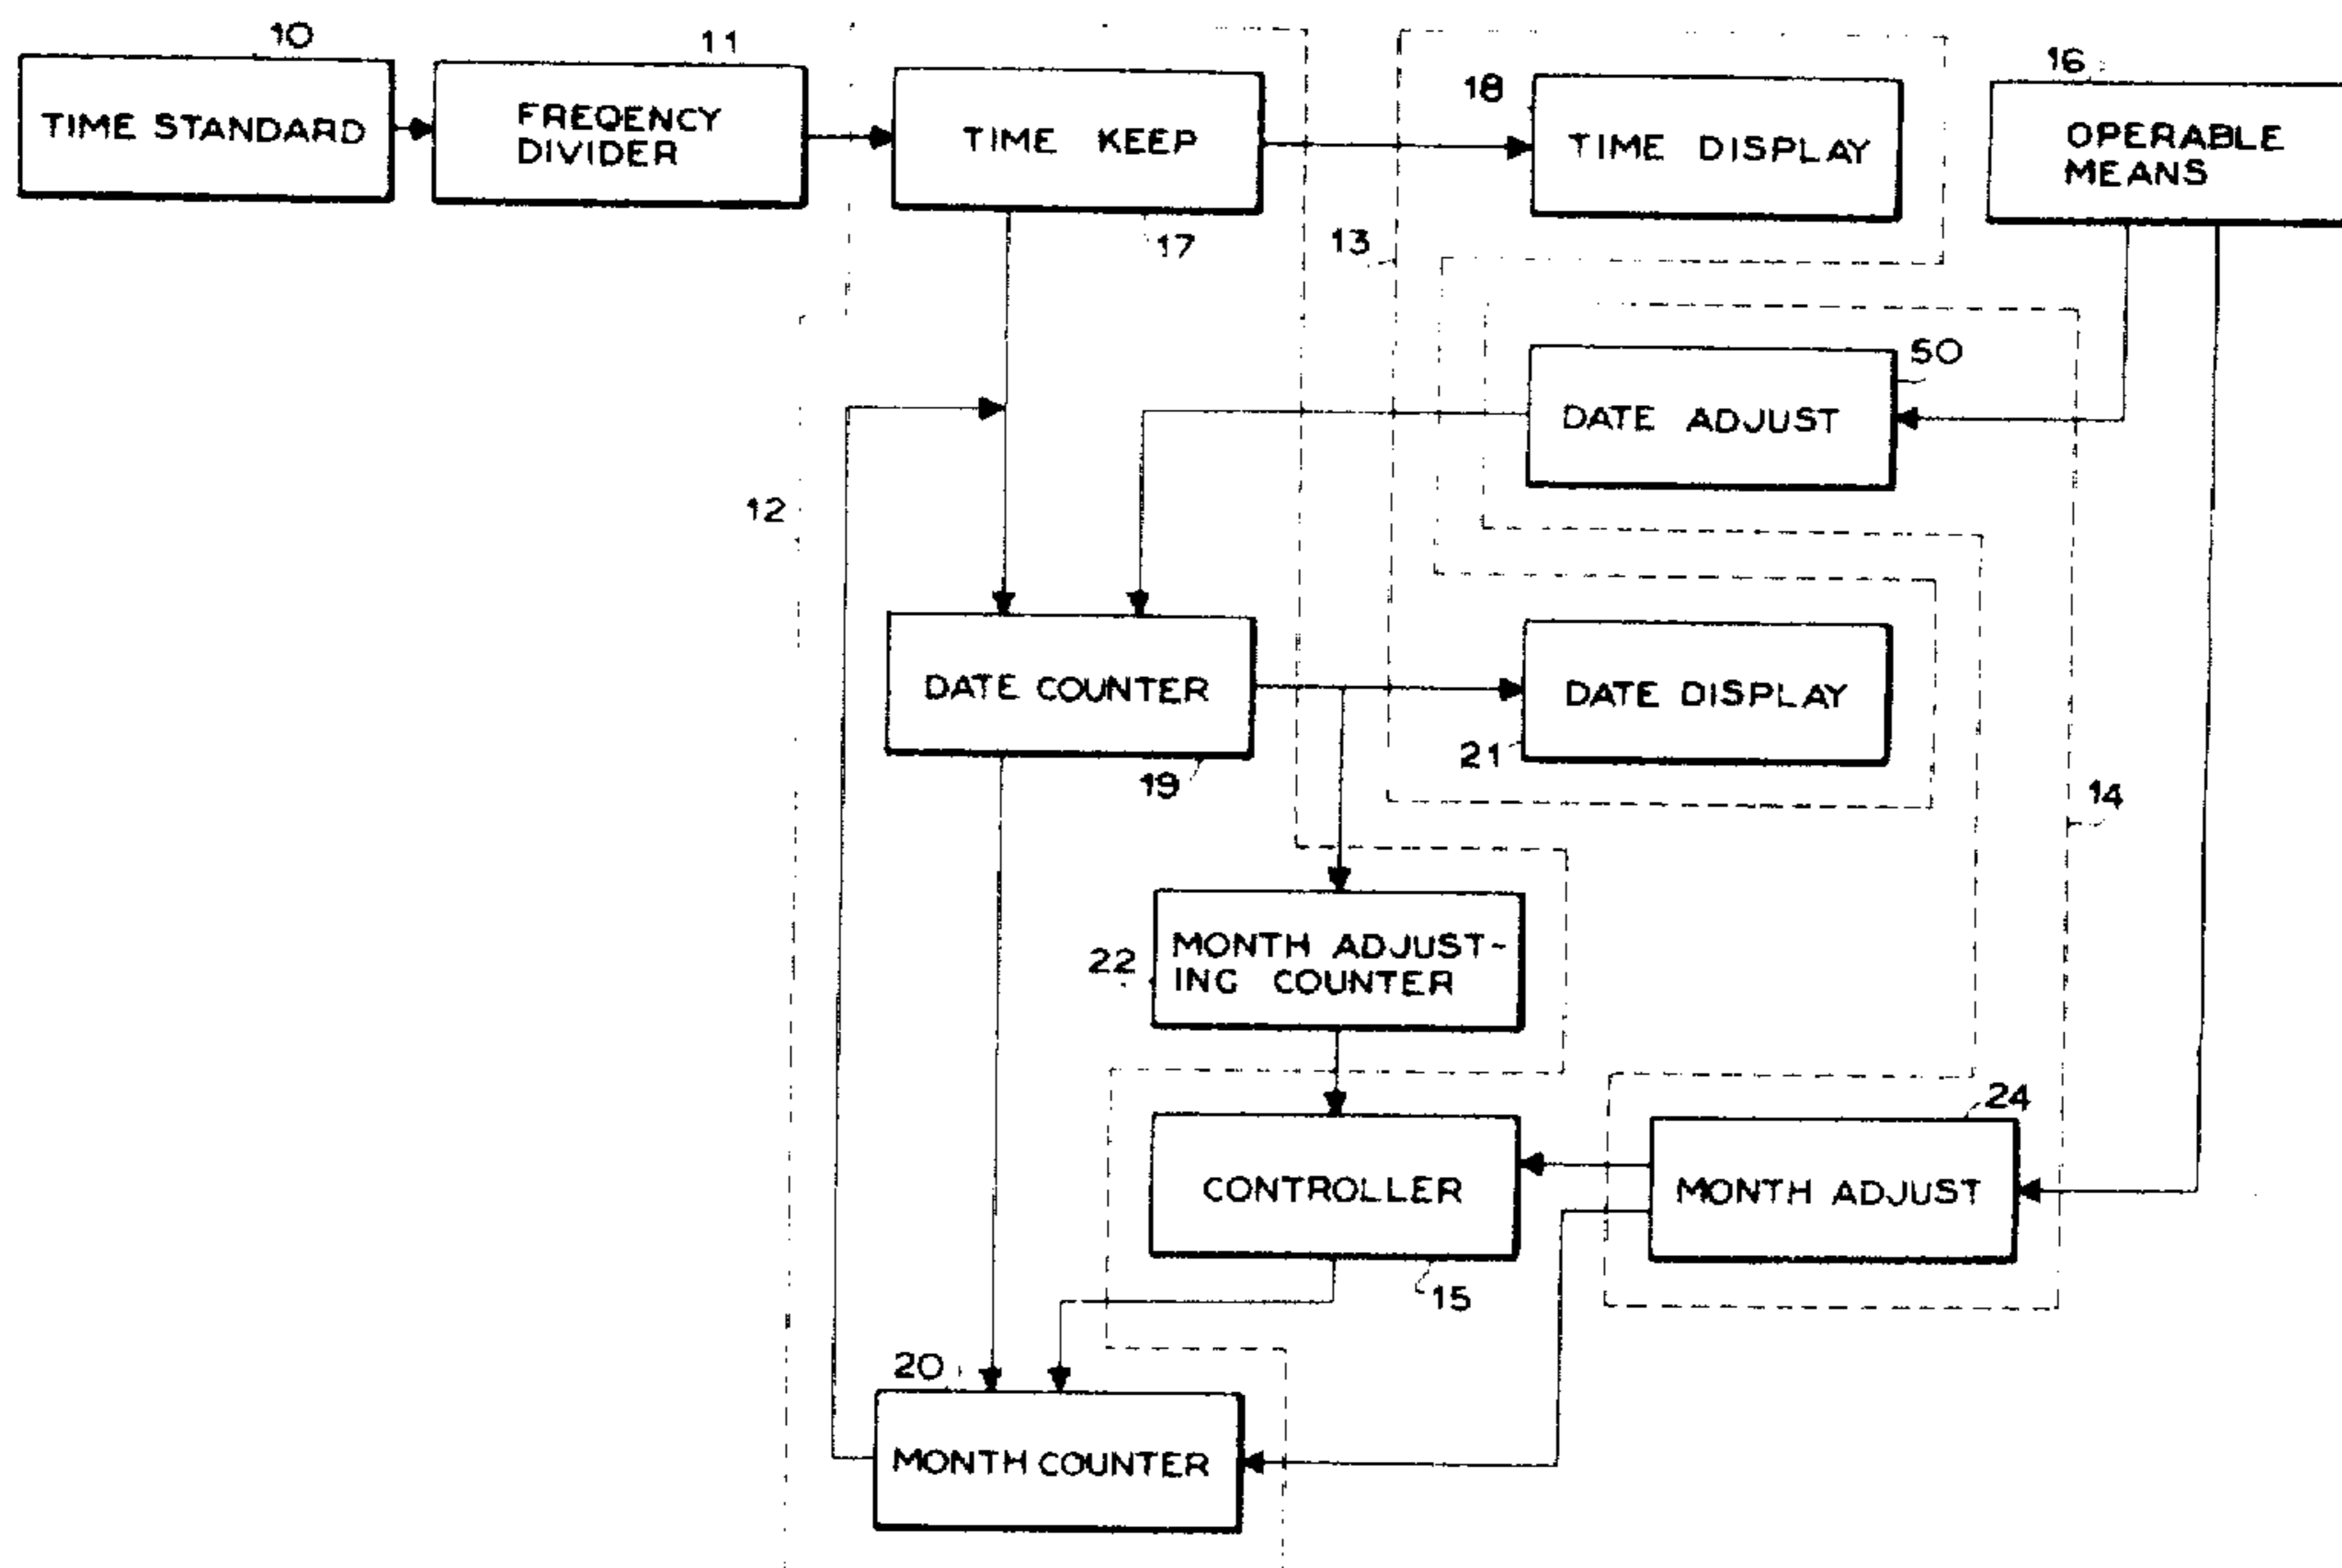 10
11
16
18
TIME STANDARD
FREQENCY
DIVIDER
TIME KEEP
TIME DISPLAY
OPERABLE
MEANS
17
13
50
DATE ADJUST
12
DATE COUNTER
DATE DISPLAY
19
21
14
22
MONTH ADJUST-
ING COUNTER
24
CONTROLLER
MONTH ADJUST
15
20
MONTH COUNTER